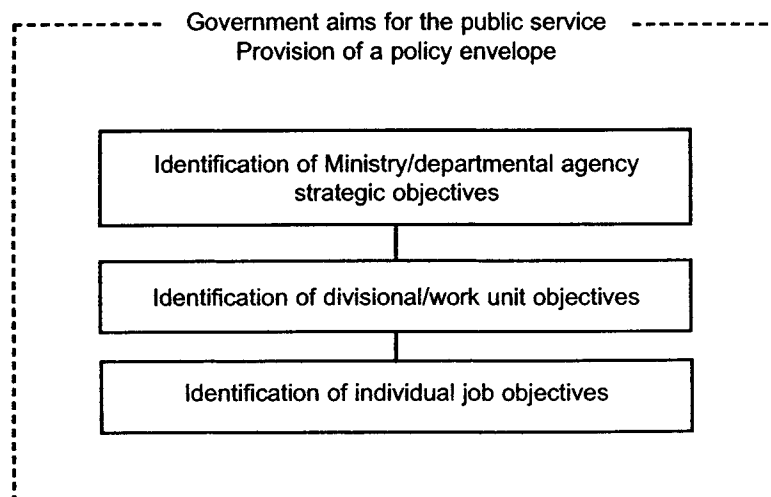 Government aims for the public service
Provision of a policy envelope
Identification of Ministry/departmental agency
strategic objectives
Identification of divisional/work unit objectives
Identification of individual job objectives